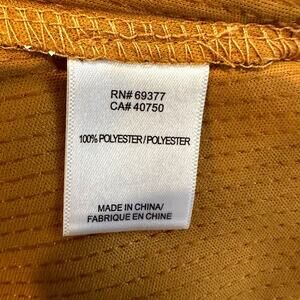 RN# 69377
CA# 40750
100% POLYESTER / POLYESTER
MADE IN CHINA/
FABRIQUE EN CHINE